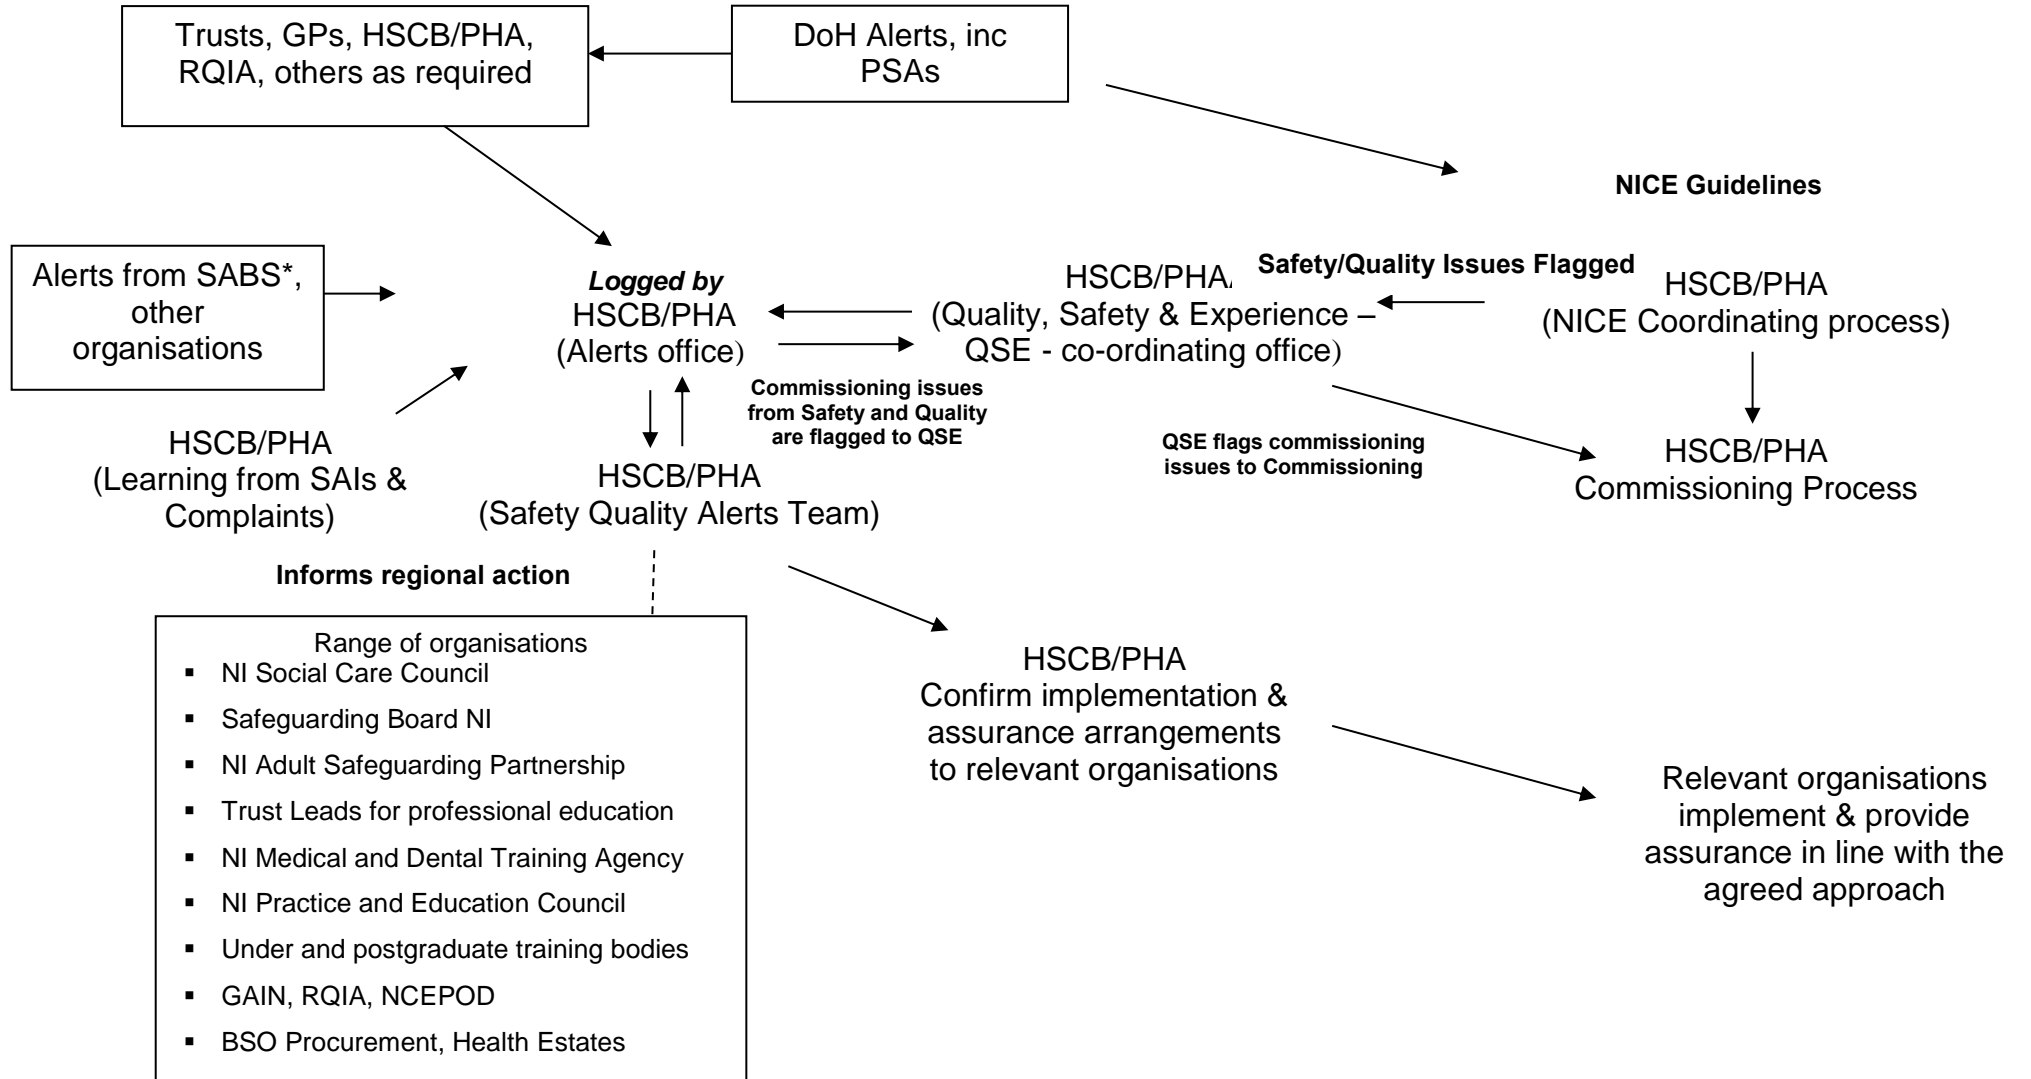 Trusts, GPs, HSCB/PHA,
RQIA, others as required
DoH Alerts, inc
PSAs
NICE Guidelines
Alerts from SABS*,
other
organisations
Logged by
HSCB/PHA
(Alerts office)
HSCB/PHA
(Quality, Safety & Experience –
QSE - co-ordinating office)
Safety/Quality Issues Flagged
HSCB/PHA
(NICE Coordinating process)
Commissioning issues
from Safety and Quality
are flagged to QSE
QSE flags commissioning
issues to Commissioning
HSCB/PHA
Commissioning Process
HSCB/PHA
(Learning from SAIs &
Complaints)
HSCB/PHA
(Safety Quality Alerts Team)
Informs regional action
Range of organisations
▪ NI Social Care Council
▪ Safeguarding Board NI
▪ NI Adult Safeguarding Partnership
▪ Trust Leads for professional education
▪ NI Medical and Dental Training Agency
▪ NI Practice and Education Council
▪ Under and postgraduate training bodies
▪ GAIN, RQIA, NCEPOD
▪ BSO Procurement, Health Estates
HSCB/PHA
Confirm implementation &
assurance arrangements
to relevant organisations
Relevant organisations
implement & provide
assurance in line with the
agreed approach